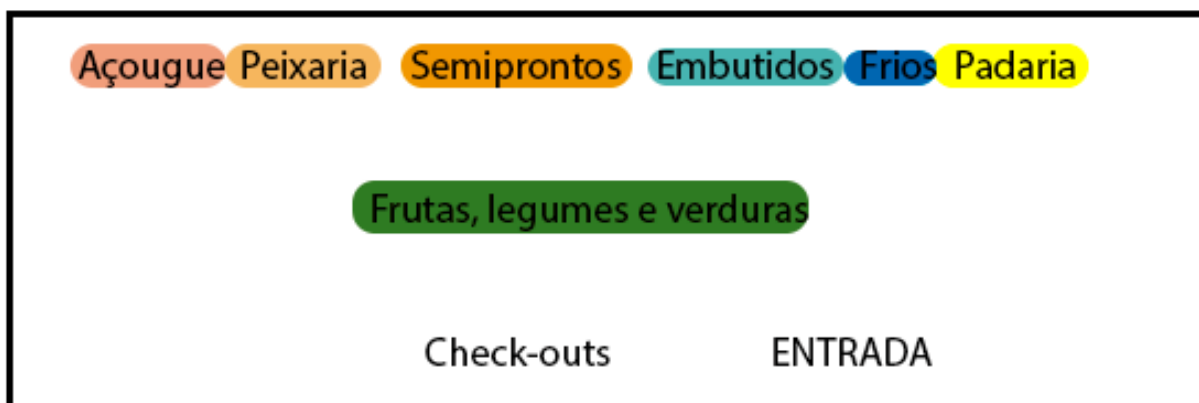 Açougue Peixaria Semiprontos Embutidos Frios Padaria
Frutas, legumes e verduras
Check-outs ENTRADA